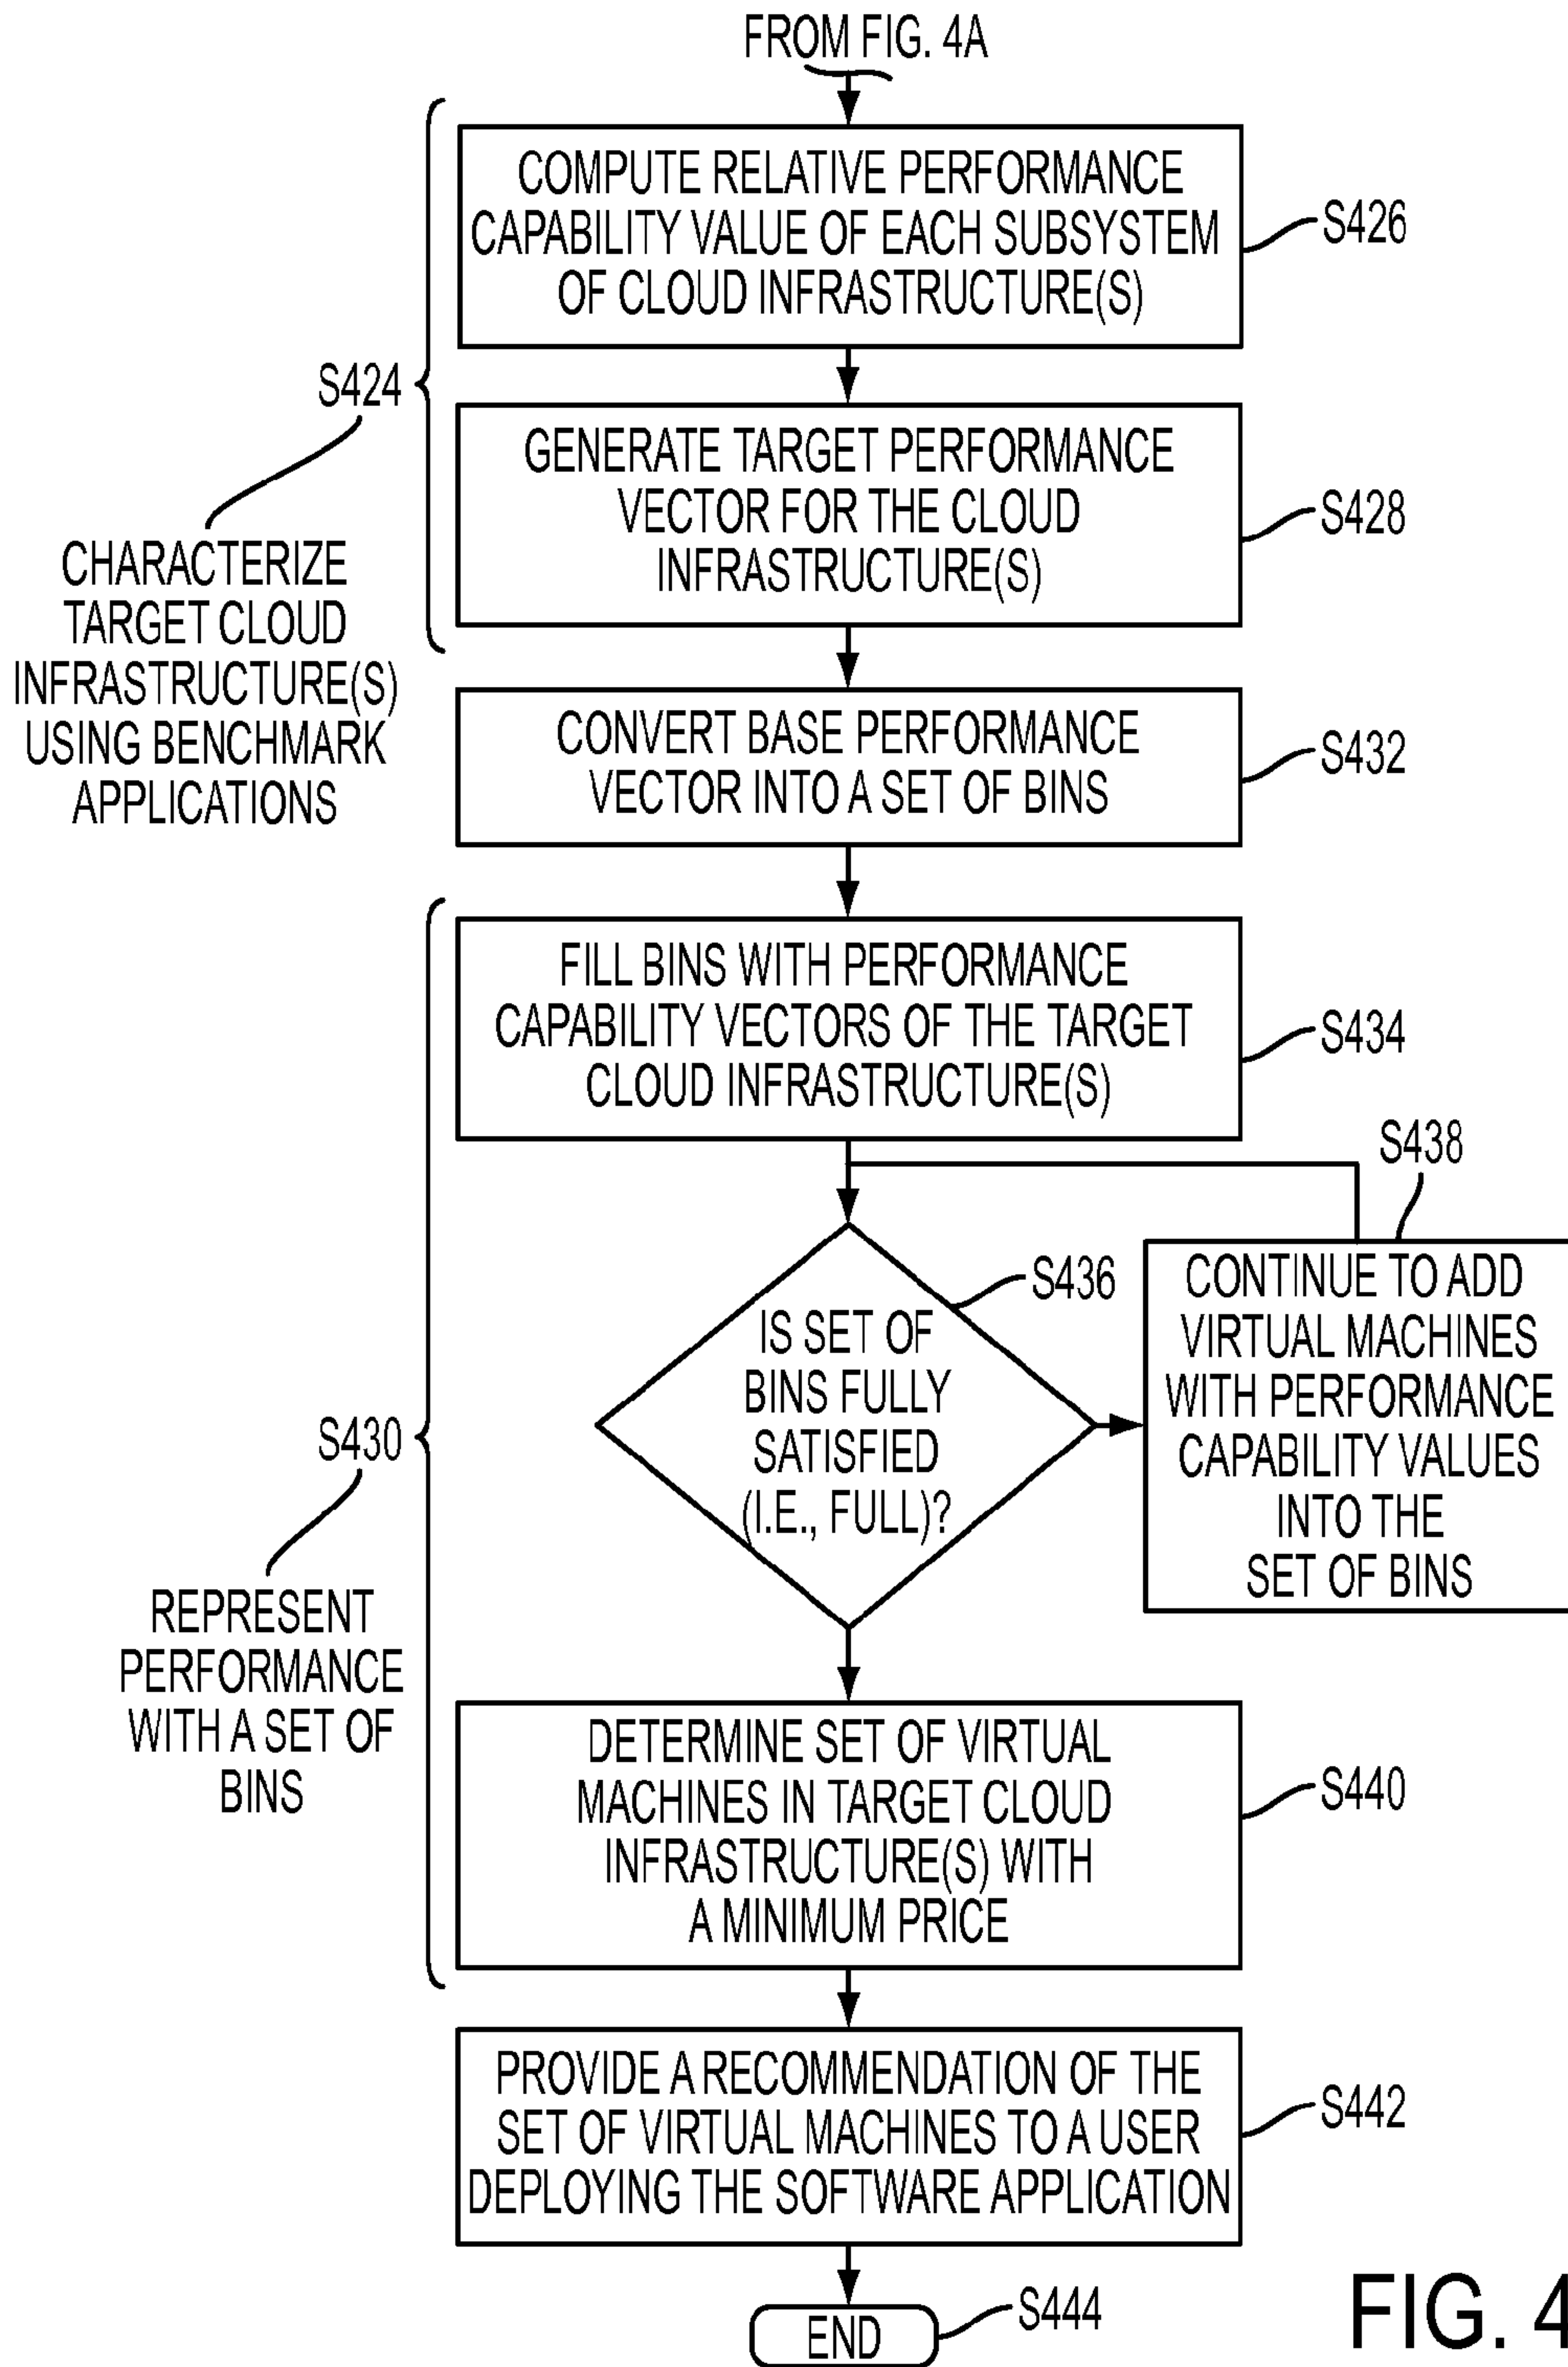 FROM FIG. 4A
COMPUTE RELATIVE PERFORMANCE
CAPABILITY VALUE OF EACH SUBSYSTEM
OF CLOUD INFRASTRUCTURE(S)
S426
S424
CHARACTERIZE
TARGET CLOUD
INFRASTRUCTURE(S)
USING BENCHMARK
APPLICATIONS
GENERATE TARGET PERFORMANCE
VECTOR FOR THE CLOUD
INFRASTRUCTURE(S)
S428
CONVERT BASE PERFORMANCE
VECTOR INTO A SET OF BINS
S432
FILL BINS WITH PERFORMANCE
CAPABILITY VECTORS OF THE TARGET
CLOUD INFRASTRUCTURE(S)
S434
S430
REPRESENT
PERFORMANCE
WITH A SET OF
BINS
IS SET OF
BINS FULLY
SATISFIED
(I.E., FULL)?
S436
S438
CONTINUE TO ADD
VIRTUAL MACHINES
WITH PERFORMANCE
CAPABILITY VALUES
INTO THE
SET OF BINS
DETERMINE SET OF VIRTUAL
MACHINES IN TARGET CLOUD
INFRASTRUCTURE(S) WITH
A MINIMUM PRICE
S440
PROVIDE A RECOMMENDATION OF THE
SET OF VIRTUAL MACHINES TO A USER
DEPLOYING THE SOFTWARE APPLICATION
S442
END
S444
FIG. 4